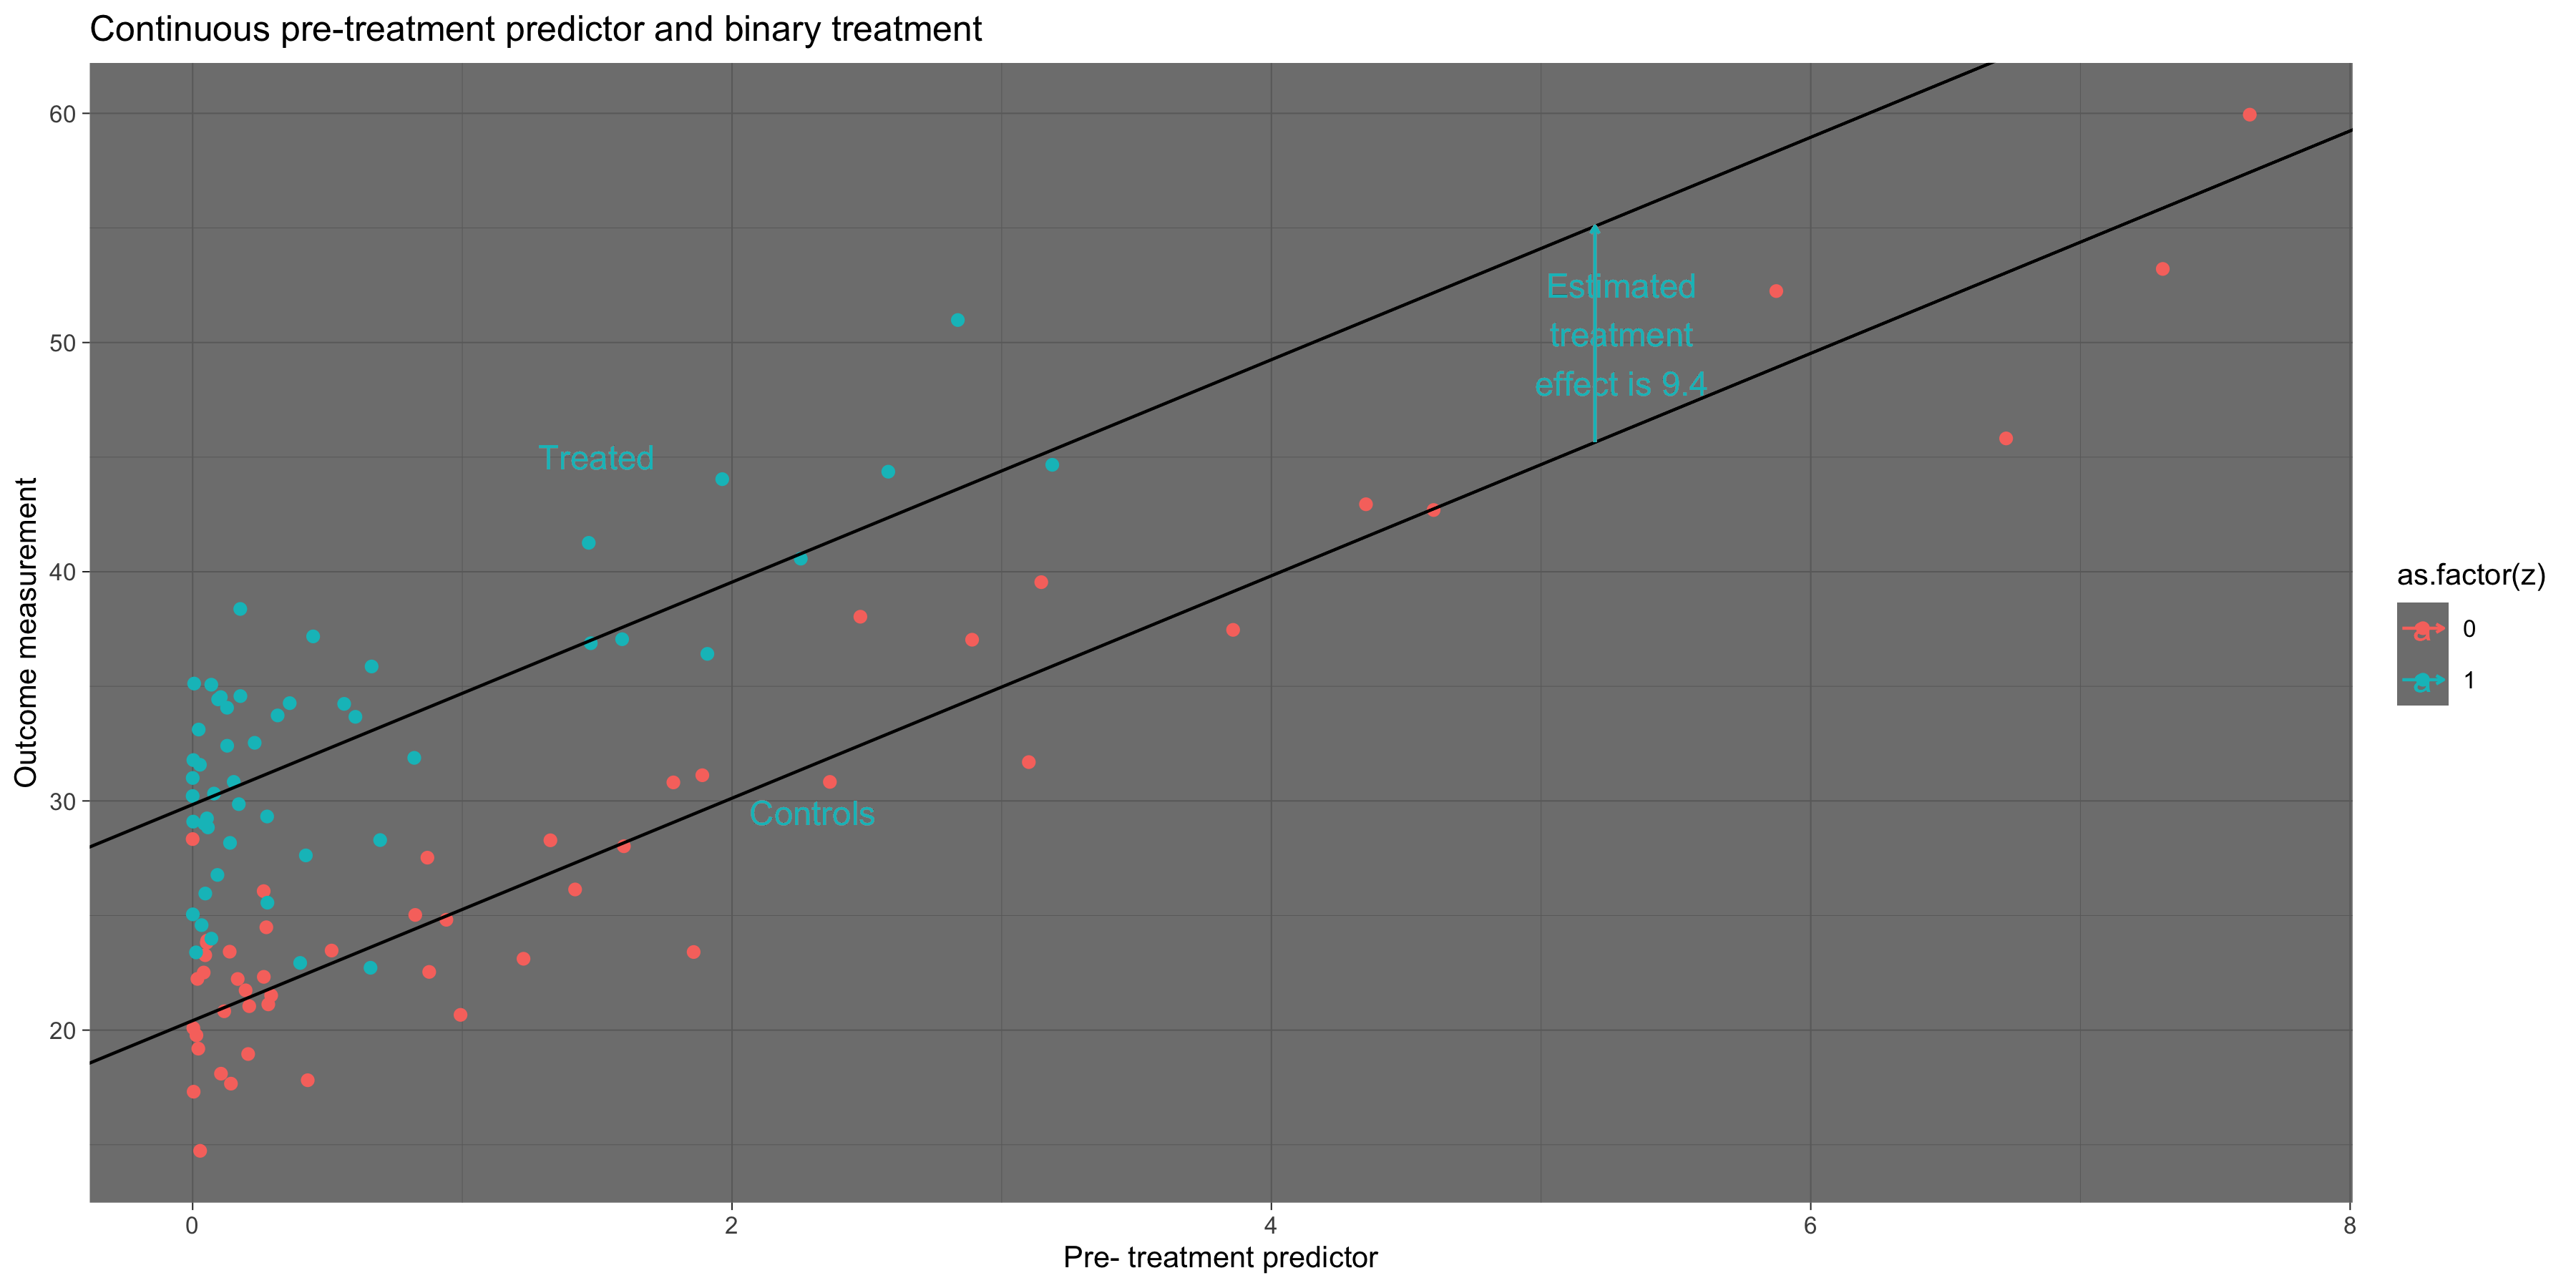 Continuous pre-treatment predictor and binary treatment
60
50
40
30
20
Outcome measurement
Estimated
treatment
effect is 9.4
Treated
Controls
0
2
4
6
8
Pre- treatment predictor
as.factor(z)
a 0
a 1